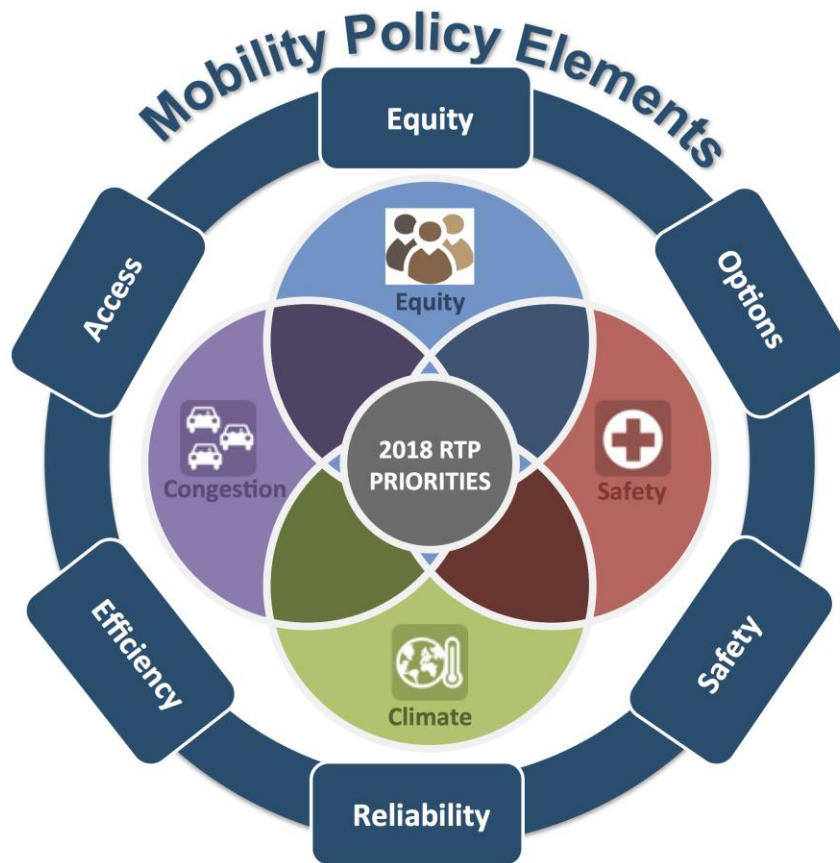 Mobility Policy Elements
Equity
Options
Safety
Reliability
Efficiency
Access
Equity
Safety
Climate
Congestion
2018 RTP
PRIORITIES